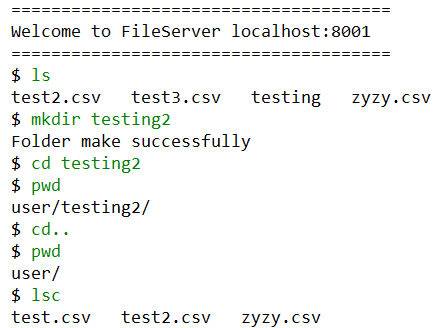 ======================================
Welcome to FileServer localhost:8001
======================================
$ ls
test2.csv   test3.csv   testing   zyzy.csv
$ mkdir testing2
Folder make successfully
$ cd testing2
$ pwd
user/testing2/
$ cd..
$ pwd
user/
$ lsc
test.csv   test2.csv   zyzy.csv